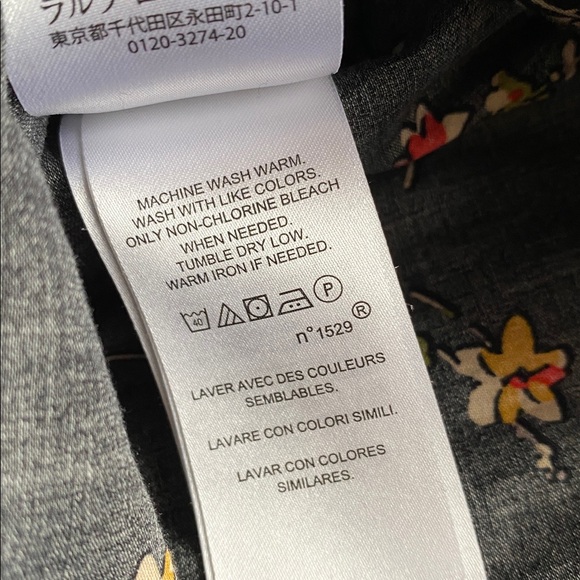 東京都千代田区永田町2-10-1
0120-3274-20
MACHINE WASH WARM.
WASH WITH LIKE COLORS.
ONLY NON-CHLORINE BLEACH
WHEN NEEDED.
TUMBLE DRY LOW.
WARM IRON IF NEEDED.
40 P
n°1529 ®
LAVER AVEC DES COULEURS
SEMBLABLES.
LAVARE CON COLORI SIMILI.
LAVAR CON COLORES
SIMILARES.